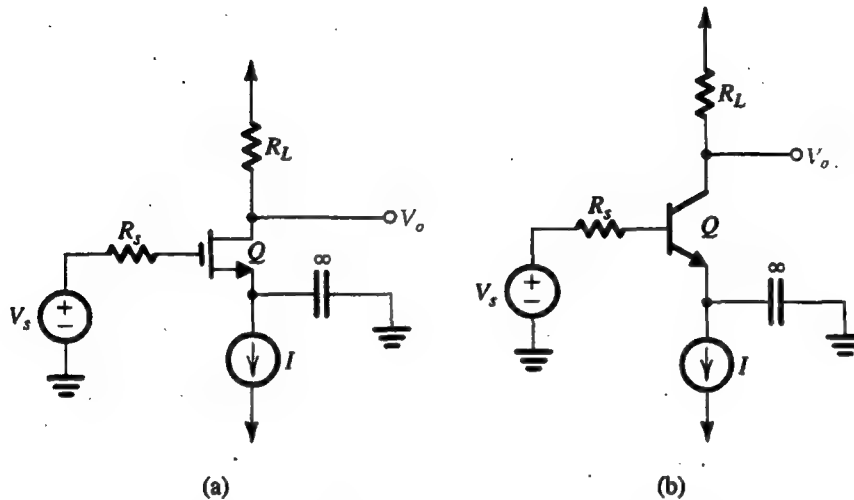 R_L
V_o
R_s
Q
∞
V_s
+
−
I
(a)
R_L
V_o
R_s
Q
∞
V_s
+
−
I
(b)